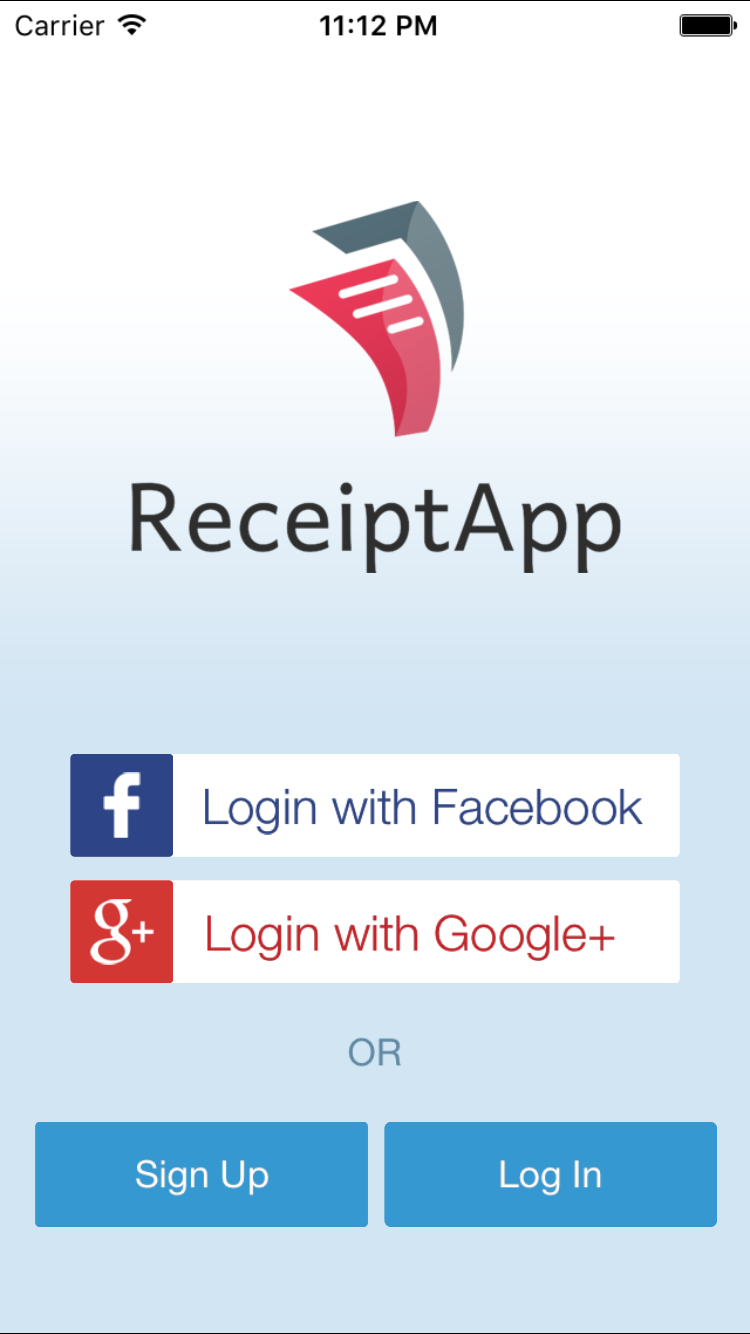 Carrier 11:12 PM
ReceiptApp
f Login with Facebook
g+ Login with Google+
OR
Sign Up Log In